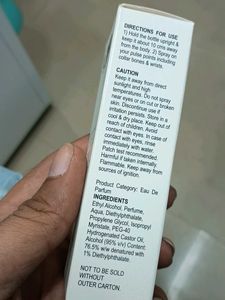 DIRECTIONS FOR USE
1) Hold the bottle upright &
keep it about 10 cms away
from the body. 2) Spray on
your pulse points including
collar bones & wrists.
CAUTION
Keep it away from direct
sunlight and high
temperatures. Do not spray
near eyes or on cut or broken
skin. Discontinue use if
irritation persists. Store in a
cool & dry place. Keep out of
reach of children. Avoid
contact with eyes. In case of
contact with eyes, rinse
immediately with water.
Patch test recommended.
Harmful if taken internally.
Flammable. Keep away from
sources of ignition.
Product Category: Eau De
Parfum
INGREDIENTS
Ethyl Alcohol, Perfume,
Aqua, Diethylphthalate,
Propylene Glycol, Isopropyl
Myristate, PEG-40
Hydrogenated Castor Oil,
Alcohol (95% v/v) Content:
76.5% w/w denatured with
1% Diethylphthalate.
NOT TO BE SOLD
WITHOUT
OUTER CARTON.